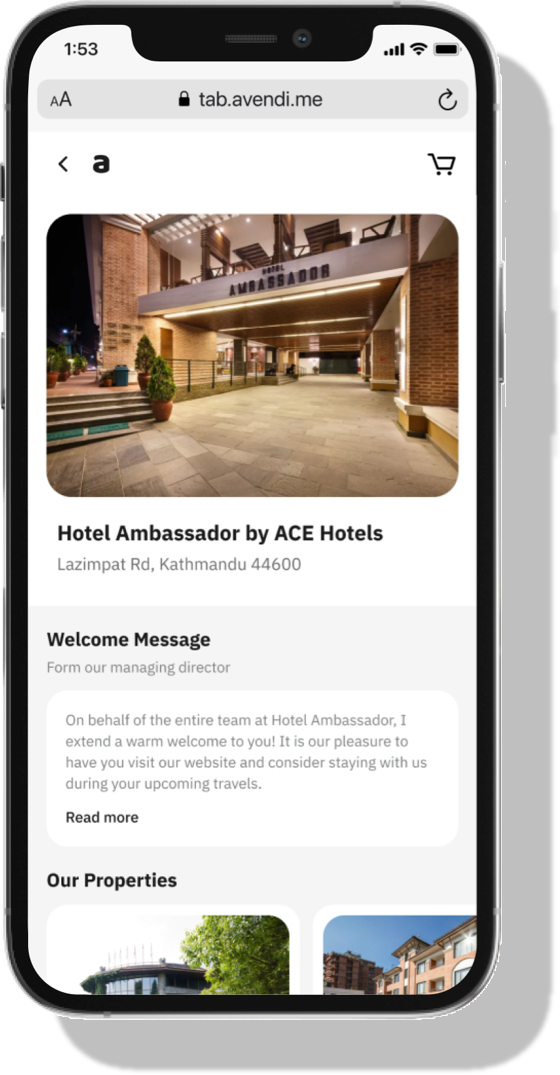 1:53
AA
tab.avendi.me
a
HOTEL
AMBASSADOR
Hotel Ambassador by ACE Hotels
Lazimpat Rd, Kathmandu 44600
Welcome Message
Form our managing director
On behalf of the entire team at Hotel Ambassador, I
extend a warm welcome to you! It is our pleasure to
have you visit our website and consider staying with us
during your upcoming travels.
Read more
Our Properties